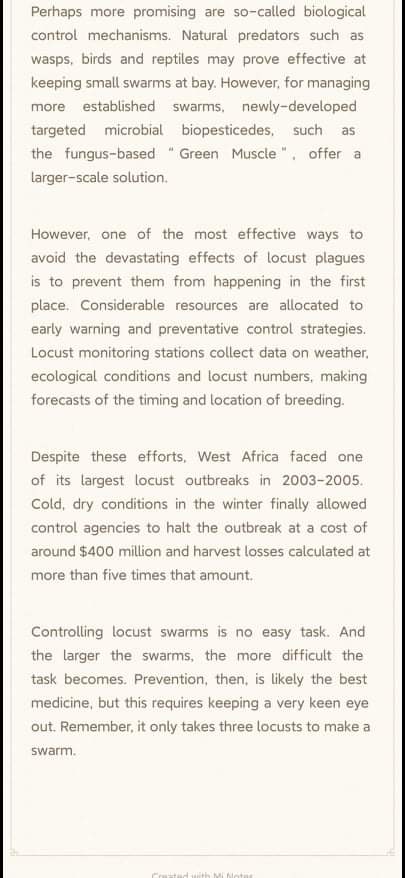 Perhaps more promising are so-called biological
control mechanisms. Natural predators such as
wasps, birds and reptiles may prove effective at
keeping small swarms at bay. However, for managing
more established swarms, newly-developed
targeted microbial biopesticedes, such as
the fungus-based “Green Muscle”, offer a
larger-scale solution.
However, one of the most effective ways to
avoid the devastating effects of locust plagues
is to prevent them from happening in the first
place. Considerable resources are allocated to
early warning and preventative control strategies.
Locust monitoring stations collect data on weather,
ecological conditions and locust numbers, making
forecasts of the timing and location of breeding.
Despite these efforts, West Africa faced one
of its largest locust outbreaks in 2003-2005.
Cold, dry conditions in the winter finally allowed
control agencies to halt the outbreak at a cost of
around $400 million and harvest losses calculated at
more than five times that amount.
Controlling locust swarms is no easy task. And
the larger the swarms, the more difficult the
task becomes. Prevention, then, is likely the best
medicine, but this requires keeping a very keen eye
out. Remember, it only takes three locusts to make a
swarm.
Created with Mi Notes